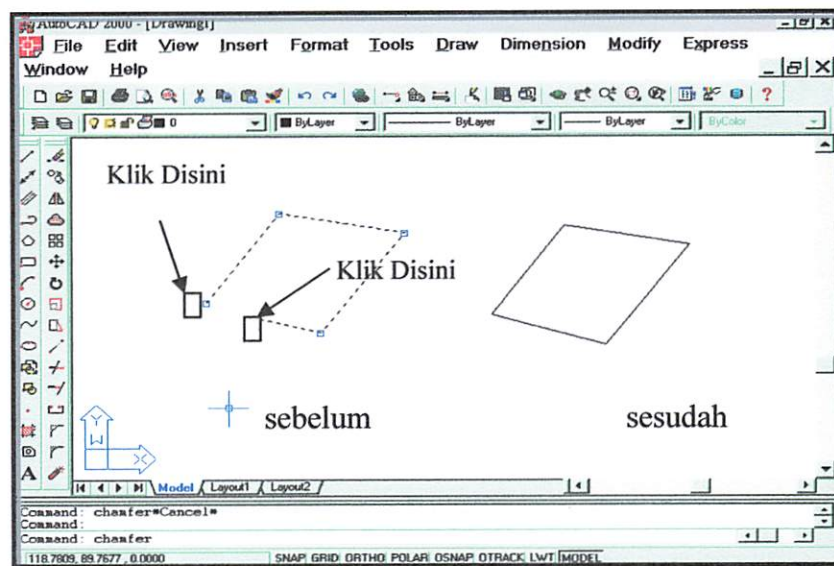 AutoCAD 2000 - [Drawing1]
File Edit View Insert Format Tools Draw Dimension Modify Express
Window Help
0 ByLayer ByLayer ByLayer ByColor
Klik Disini
Klik Disini
sebelum sesudah
Y
W
X
A
Model Layout1 Layout2
Command: chamfer*Cancel*
Command:
Command: chamfer
118.7809, 89.7677 , 0.0000 SNAP GRID ORTHO POLAR OSNAP OTRACK LWT MODEL